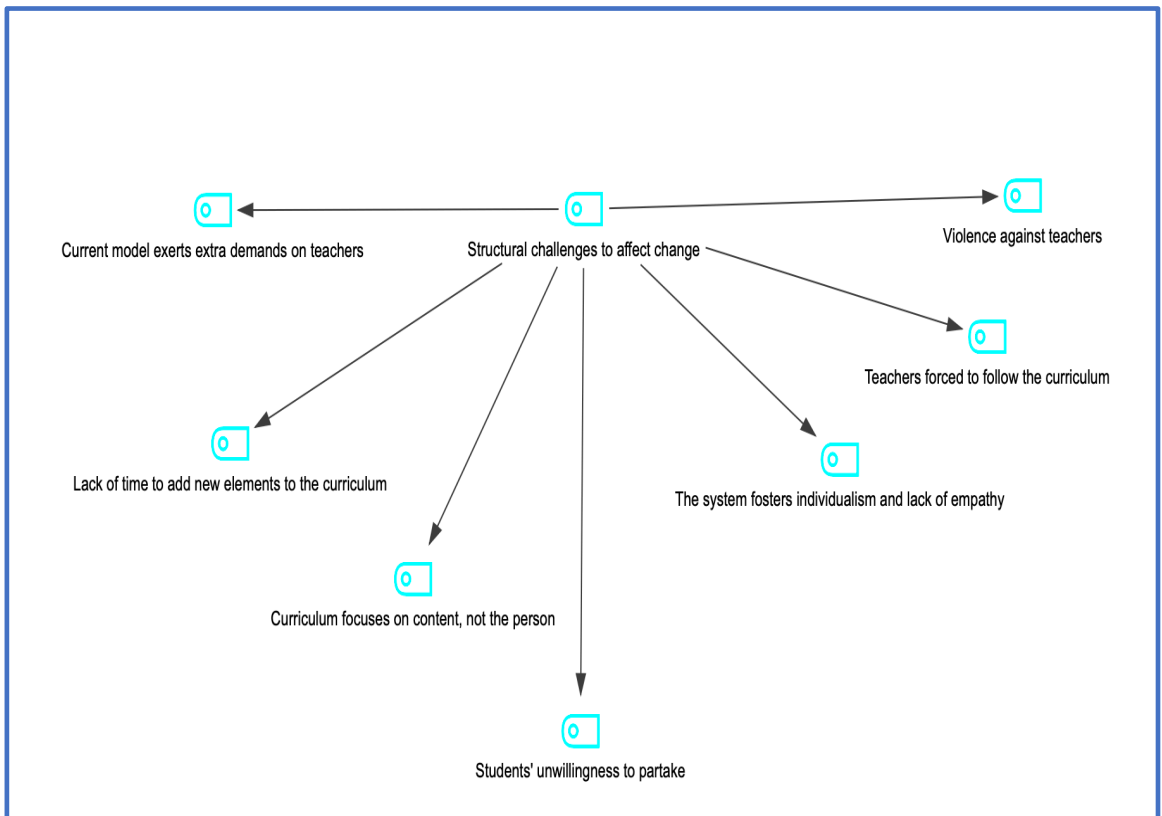 Violence against teachers
Current model exerts extra demands on teachers
Structural challenges to affect change
Teachers forced to follow the curriculum
Lack of time to add new elements to the curriculum
The system fosters individualism and lack of empathy
Curriculum focuses on content, not the person
Students' unwillingness to partake